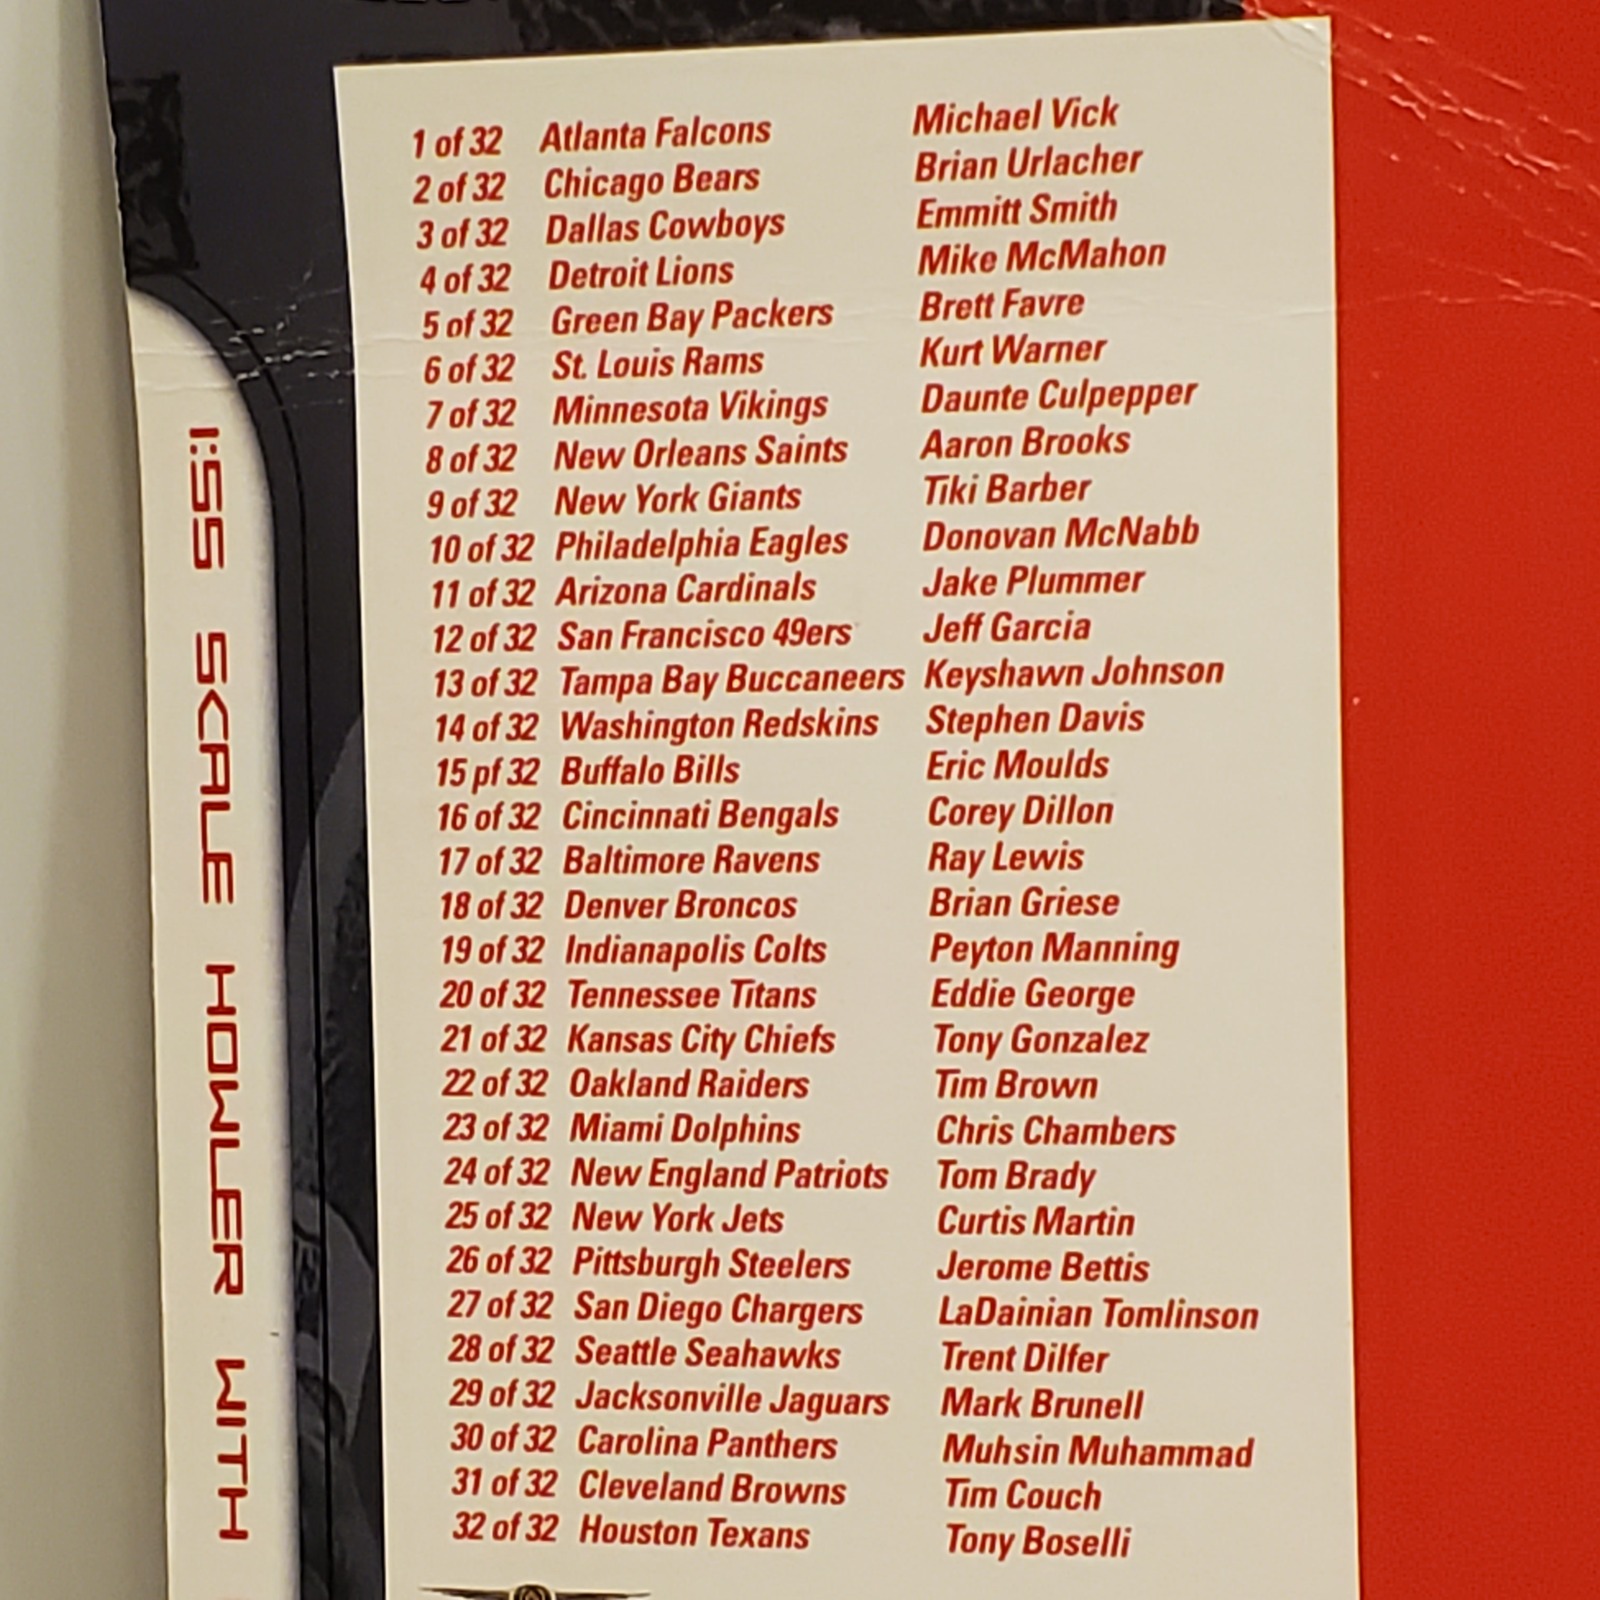 1 of 32 Atlanta Falcons Michael Vick
2 of 32 Chicago Bears Brian Urlacher
3 of 32 Dallas Cowboys Emmitt Smith
4 of 32 Detroit Lions Mike McMahon
5 of 32 Green Bay Packers Brett Favre
6 of 32 St. Louis Rams Kurt Warner
7 of 32 Minnesota Vikings Daunte Culpepper
8 of 32 New Orleans Saints Aaron Brooks
9 of 32 New York Giants Tiki Barber
10 of 32 Philadelphia Eagles Donovan McNabb
11 of 32 Arizona Cardinals Jake Plummer
12 of 32 San Francisco 49ers Jeff Garcia
13 of 32 Tampa Bay Buccaneers Keyshawn Johnson
14 of 32 Washington Redskins Stephen Davis
15 pf 32 Buffalo Bills Eric Moulds
16 of 32 Cincinnati Bengals Corey Dillon
17 of 32 Baltimore Ravens Ray Lewis
18 of 32 Denver Broncos Brian Griese
19 of 32 Indianapolis Colts Peyton Manning
20 of 32 Tennessee Titans Eddie George
21 of 32 Kansas City Chiefs Tony Gonzalez
22 of 32 Oakland Raiders Tim Brown
23 of 32 Miami Dolphins Chris Chambers
24 of 32 New England Patriots Tom Brady
25 of 32 New York Jets Curtis Martin
26 of 32 Pittsburgh Steelers Jerome Bettis
27 of 32 San Diego Chargers LaDainian Tomlinson
28 of 32 Seattle Seahawks Trent Dilfer
29 of 32 Jacksonville Jaguars Mark Brunell
30 of 32 Carolina Panthers Muhsin Muhammad
31 of 32 Cleveland Browns Tim Couch
32 of 32 Houston Texans Tony Boselli
1:55 SCALE HOWLER WITH